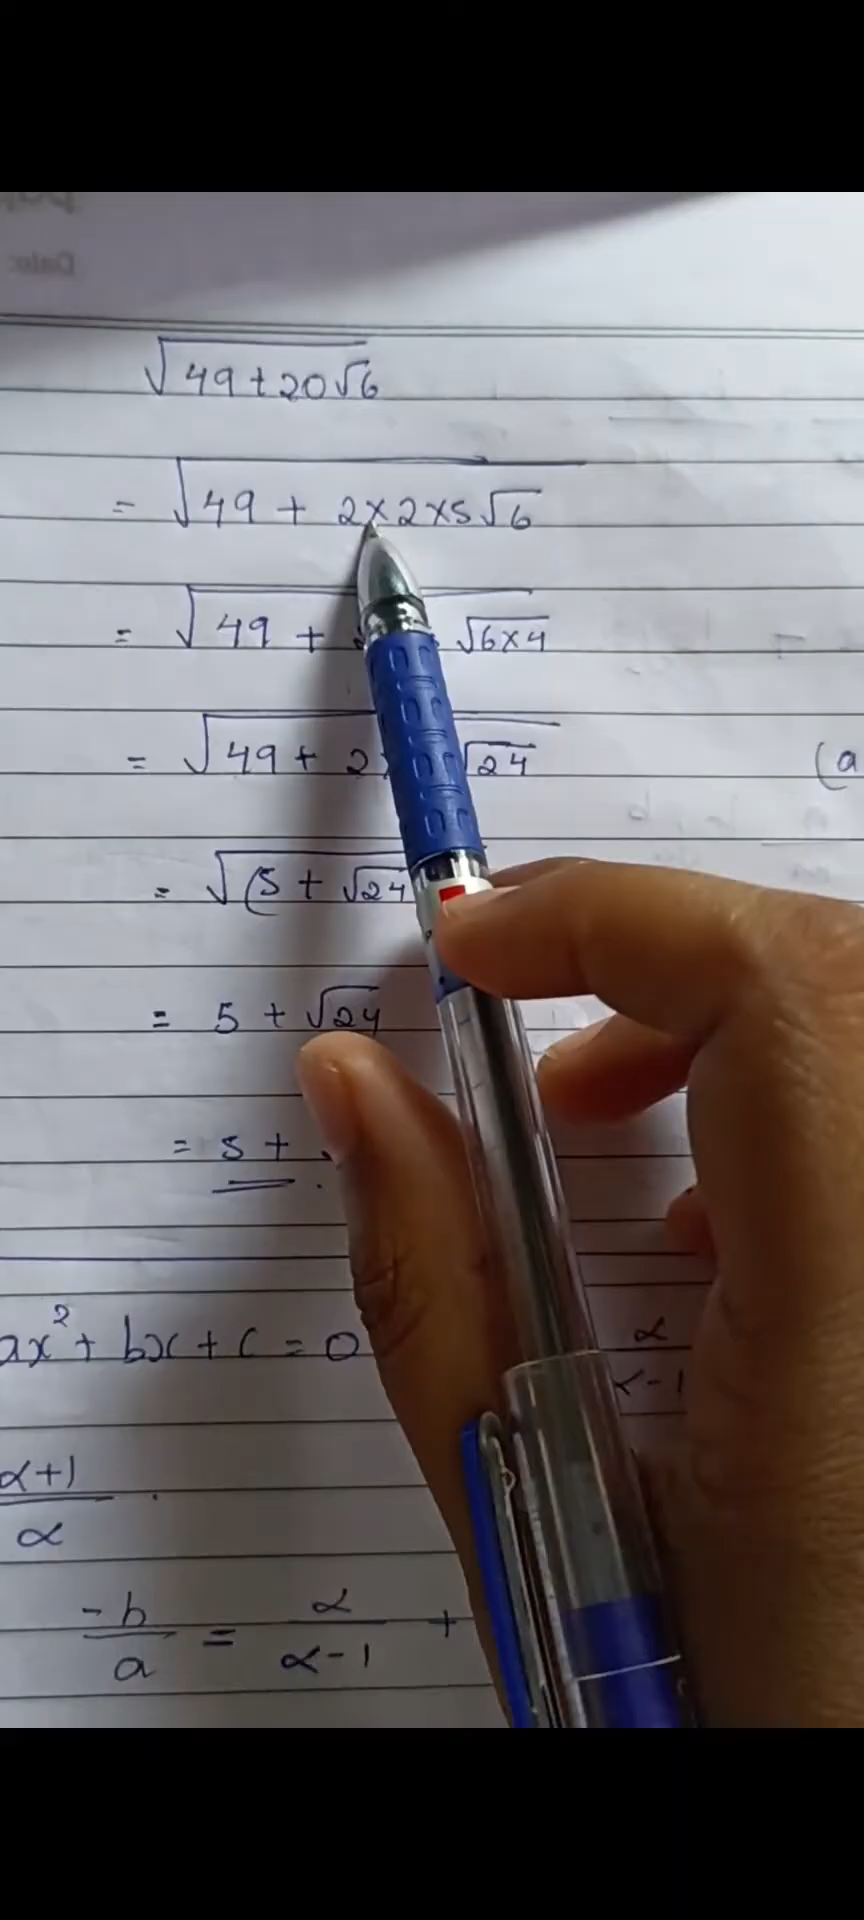 √49+20√6
= √49 + 2×2×5√6
= √49 + √6×4
= √49 + 2 √24
(a
= √(5 + √24
= 5 + √24
= 5 +
ax² + bx + c = 0
α
α-1
α+1
α
-b/a = α/α-1 +